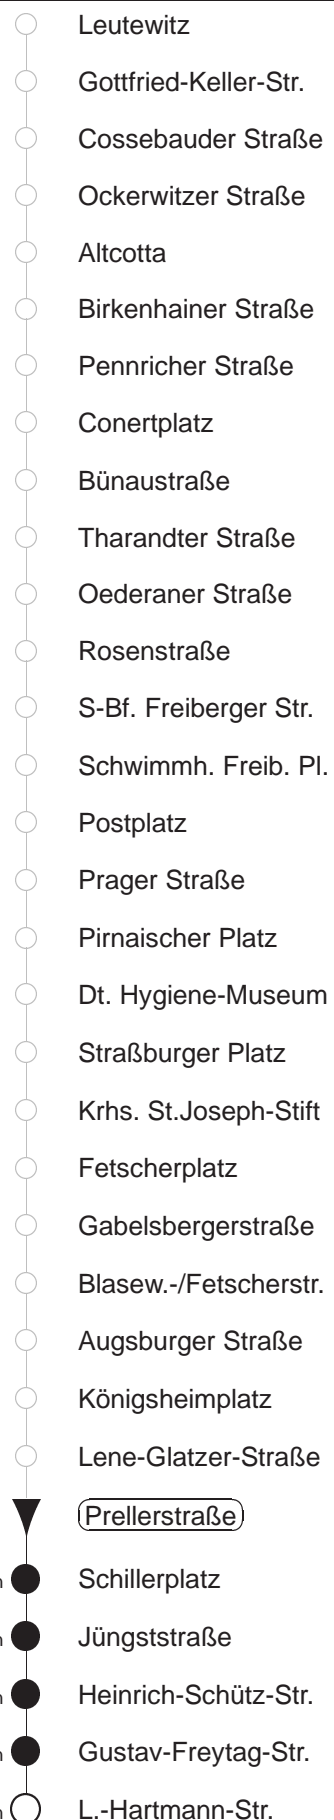 Leutewitz
Gottfried-Keller-Str.
Cossebauder Straße
Ockerwitzer Straße
Altcotta
Birkenhainer Straße
Pennricher Straße
Conertplatz
Bünaustraße
Tharandter Straße
Oederaner Straße
Rosenstraße
S-Bf. Freiberger Str.
Schwimmh. Freib. Pl.
Postplatz
Prager Straße
Pirnaischer Platz
Dt. Hygiene-Museum
Straßburger Platz
Krhs. St.Joseph-Stift
Fetscherplatz
Gabelsbergerstraße
Blasew.-/Fetscherstr.
Augsburger Straße
Königsheimplatz
Lene-Glatzer-Straße
Prellerstraße
Schillerplatz
Jüngststraße
Heinrich-Schütz-Str.
Gustav-Freytag-Str.
L.-Hartmann-Str.